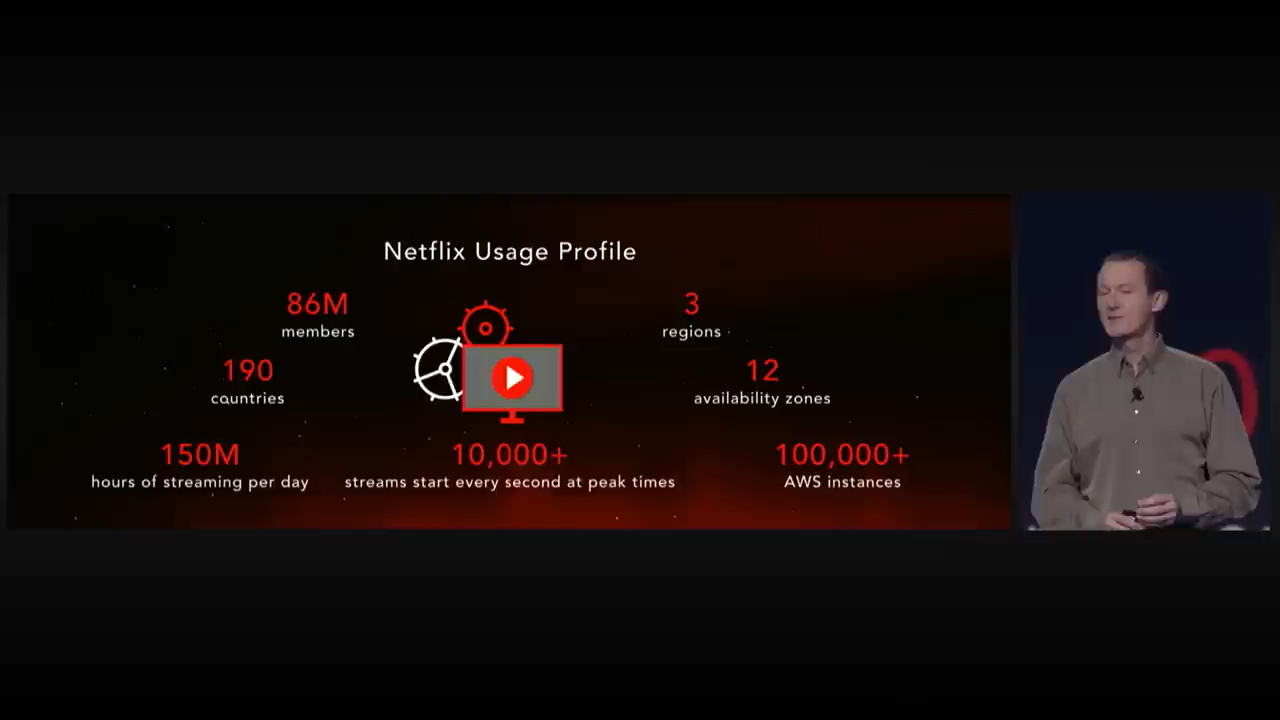 Netflix Usage Profile
86M
members
3
regions
190
countries
12
availability zones
150M
hours of streaming per day
10,000+
streams start every second at peak times
100,000+
AWS instances